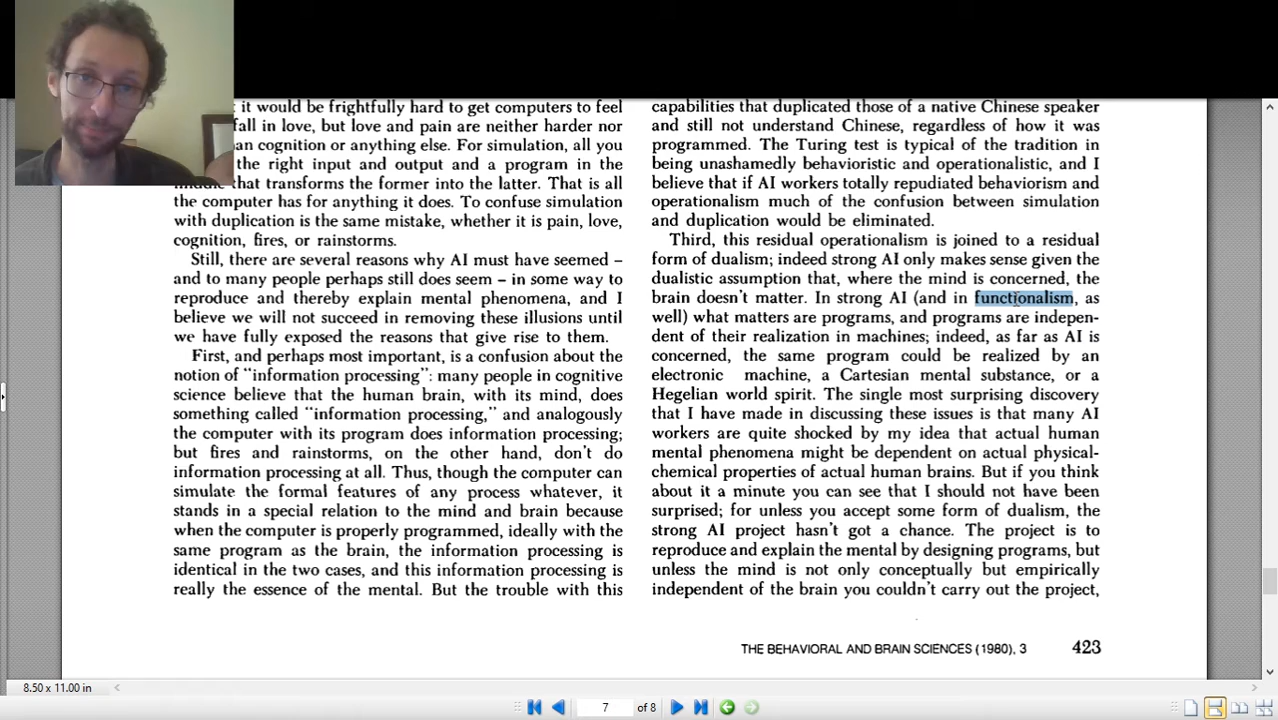 it would be frightfully hard to get computers to feel
fall in love, but love and pain are neither harder nor
an cognition or anything else. For simulation, all you
the right input and output and a program in the
that transforms the former into the latter. That is all
the computer has for anything it does. To confuse simulation
with duplication is the same mistake, whether it is pain, love,
cognition, fires, or rainstorms.
Still, there are several reasons why AI must have seemed –
and to many people perhaps still does seem – in some way to
reproduce and thereby explain mental phenomena, and I
believe we will not succeed in removing these illusions until
we have fully exposed the reasons that give rise to them.
First, and perhaps most important, is a confusion about the
notion of "information processing": many people in cognitive
science believe that the human brain, with its mind, does
something called "information processing," and analogously
the computer with its program does information processing;
but fires and rainstorms, on the other hand, don't do
information processing at all. Thus, though the computer can
simulate the formal features of any process whatever, it
stands in a special relation to the mind and brain because
when the computer is properly programmed, ideally with the
same program as the brain, the information processing is
identical in the two cases, and this information processing is
really the essence of the mental. But the trouble with this
capabilities that duplicated those of a native Chinese speaker
and still not understand Chinese, regardless of how it was
programmed. The Turing test is typical of the tradition in
being unashamedly behavioristic and operationalistic, and I
believe that if AI workers totally repudiated behaviorism and
operationalism much of the confusion between simulation
and duplication would be eliminated.
Third, this residual operationalism is joined to a residual
form of dualism; indeed strong AI only makes sense given the
dualistic assumption that, where the mind is concerned, the
brain doesn't matter. In strong AI (and in functionalism, as
well) what matters are programs, and programs are indepen-
dent of their realization in machines; indeed, as far as AI is
concerned, the same program could be realized by an
electronic machine, a Cartesian mental substance, or a
Hegelian world spirit. The single most surprising discovery
that I have made in discussing these issues is that many AI
workers are quite shocked by my idea that actual human
mental phenomena might be dependent on actual physical-
chemical properties of actual human brains. But if you think
about it a minute you can see that I should not have been
surprised; for unless you accept some form of dualism, the
strong AI project hasn't got a chance. The project is to
reproduce and explain the mental by designing programs, but
unless the mind is not only conceptually but empirically
independent of the brain you couldn't carry out the project,
THE BEHAVIORAL AND BRAIN SCIENCES (1980), 3 423
8.50 x 11.00 in
7 of 8